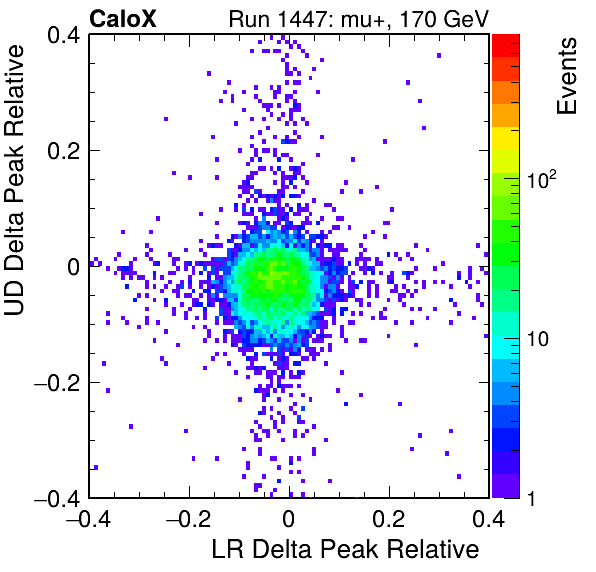 CaloX Run 1447: mu+, 170 GeV
Events
UD Delta Peak Relative
0.4
0.2
0
−0.2
−0.4
10²
10
1
−0.4 −0.2 0 0.2 0.4
LR Delta Peak Relative